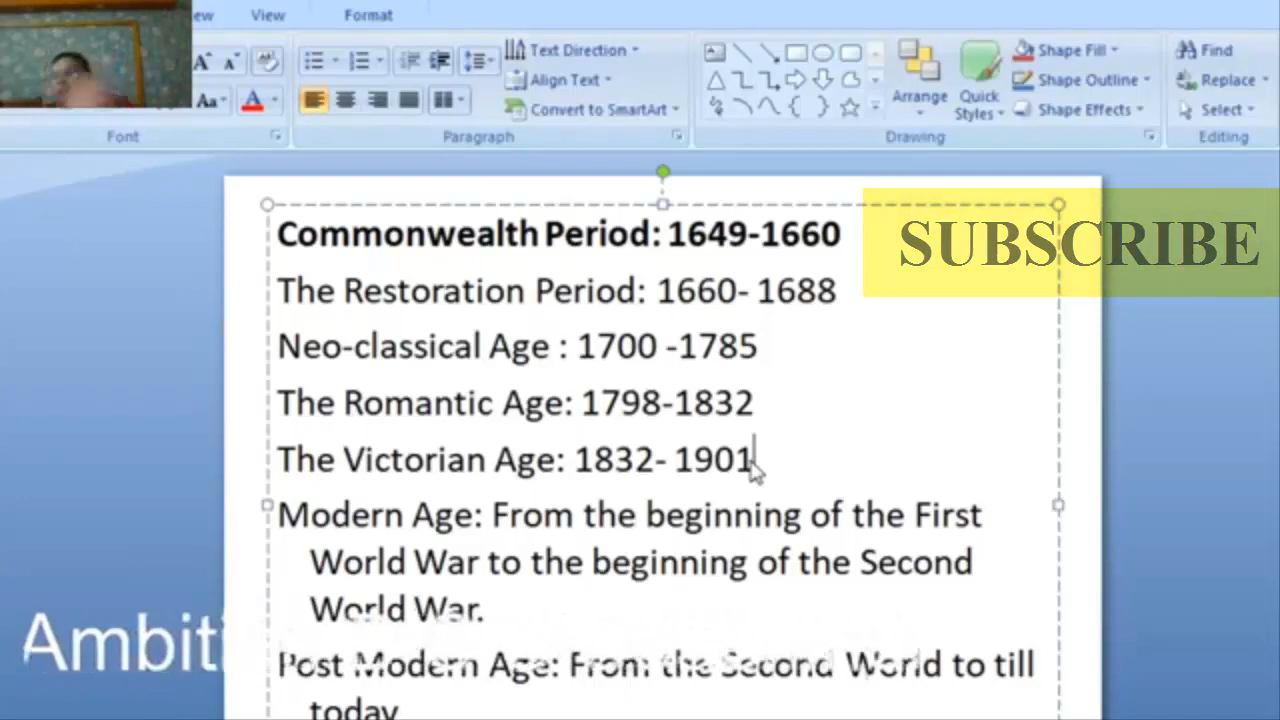 ew View Format
Text Direction
Find
Shape Fill
Align Text
Shape Outline
Replace
Aa A
Convert to SmartArt
Arrange Quick Styles
Shape Effects
Select
Font Paragraph Drawing Editing
Commonwealth Period: 1649-1660
SUBSCRIBE
The Restoration Period: 1660- 1688
Neo-classical Age : 1700 -1785
The Romantic Age: 1798-1832
The Victorian Age: 1832- 1901
Modern Age: From the beginning of the First
World War to the beginning of the Second
World War.
Ambiti
Post Modern Age: From the Second World to till
today